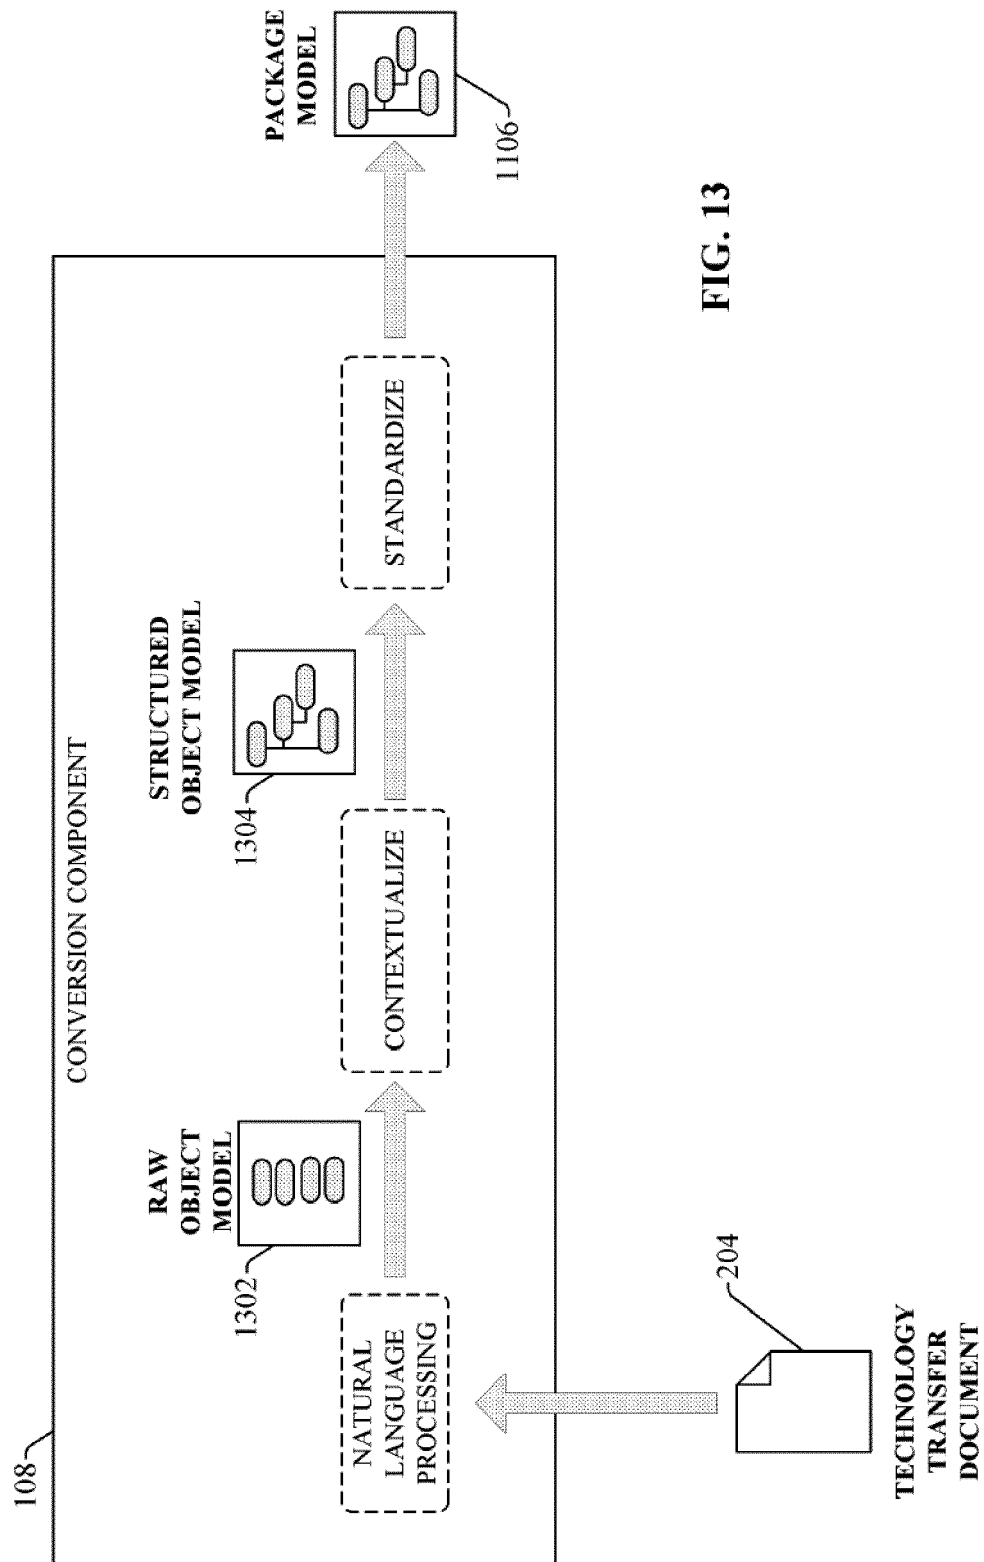 108
CONVERSION COMPONENT
RAW
OBJECT
MODEL
1302
STRUCTURED
OBJECT MODEL
1304
PACKAGE
MODEL
1106
NATURAL
LANGUAGE
PROCESSING
CONTEXTUALIZE
STANDARDIZE
204
TECHNOLOGY
TRANSFER
DOCUMENT
FIG. 13